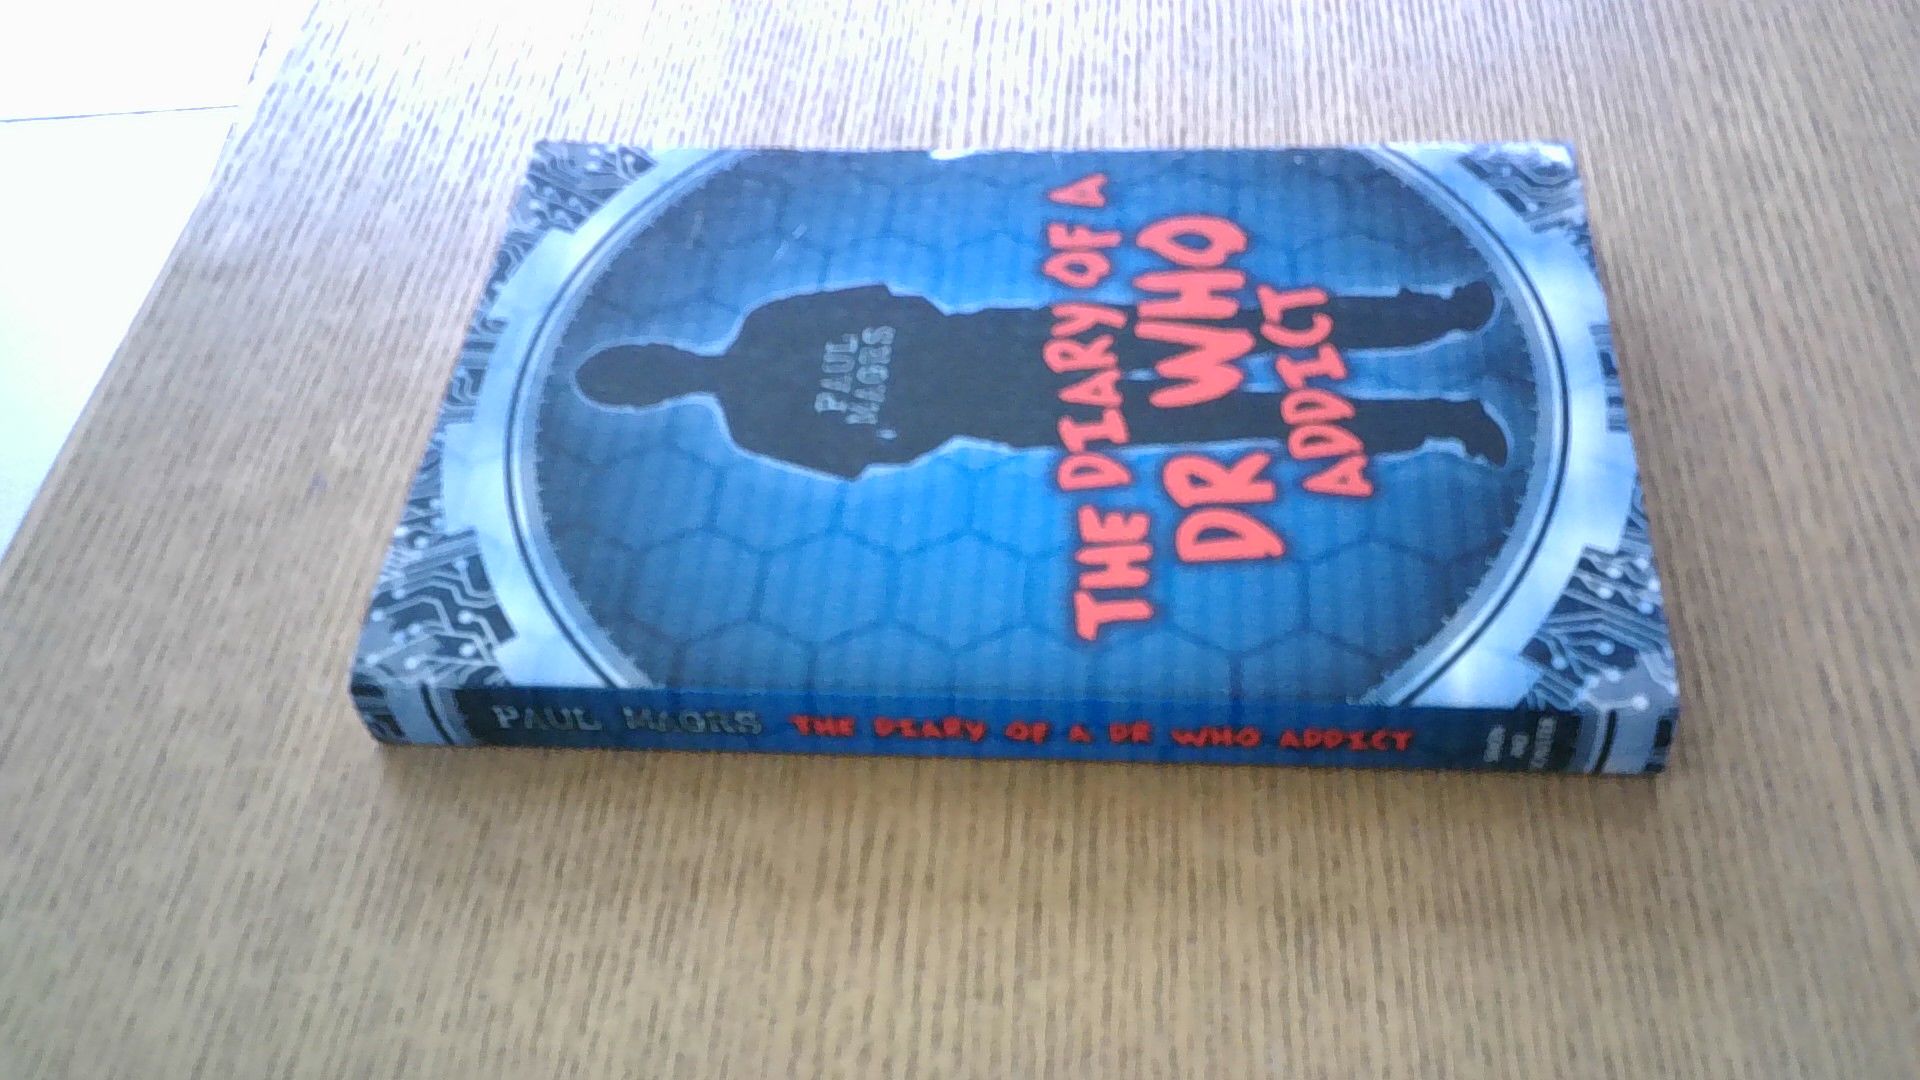 PAUL
MAGRS
THE DIARY OF A
DR WHO
ADDICT
PAUL MAGRS THE DIARY OF A DR WHO ADDICT